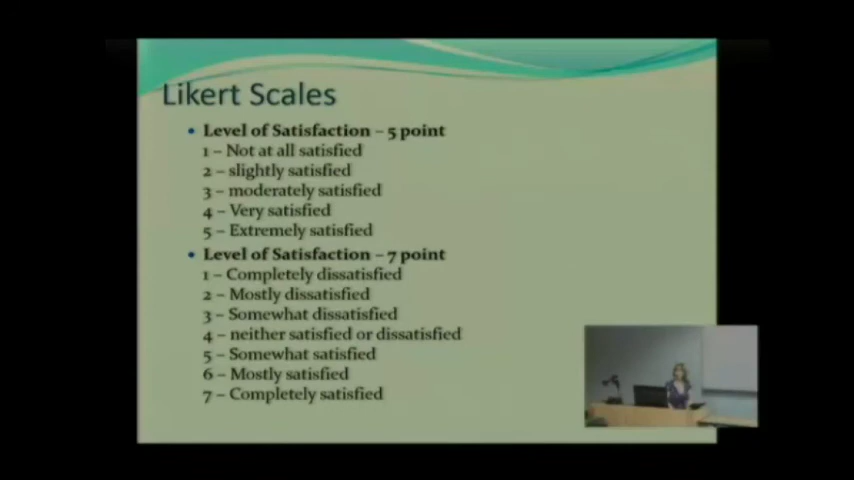 Likert Scales
• Level of Satisfaction – 5 point
1 – Not at all satisfied
2 – slightly satisfied
3 – moderately satisfied
4 – Very satisfied
5 – Extremely satisfied
• Level of Satisfaction – 7 point
1 – Completely dissatisfied
2 – Mostly dissatisfied
3 – Somewhat dissatisfied
4 – neither satisfied or dissatisfied
5 – Somewhat satisfied
6 – Mostly satisfied
7 – Completely satisfied